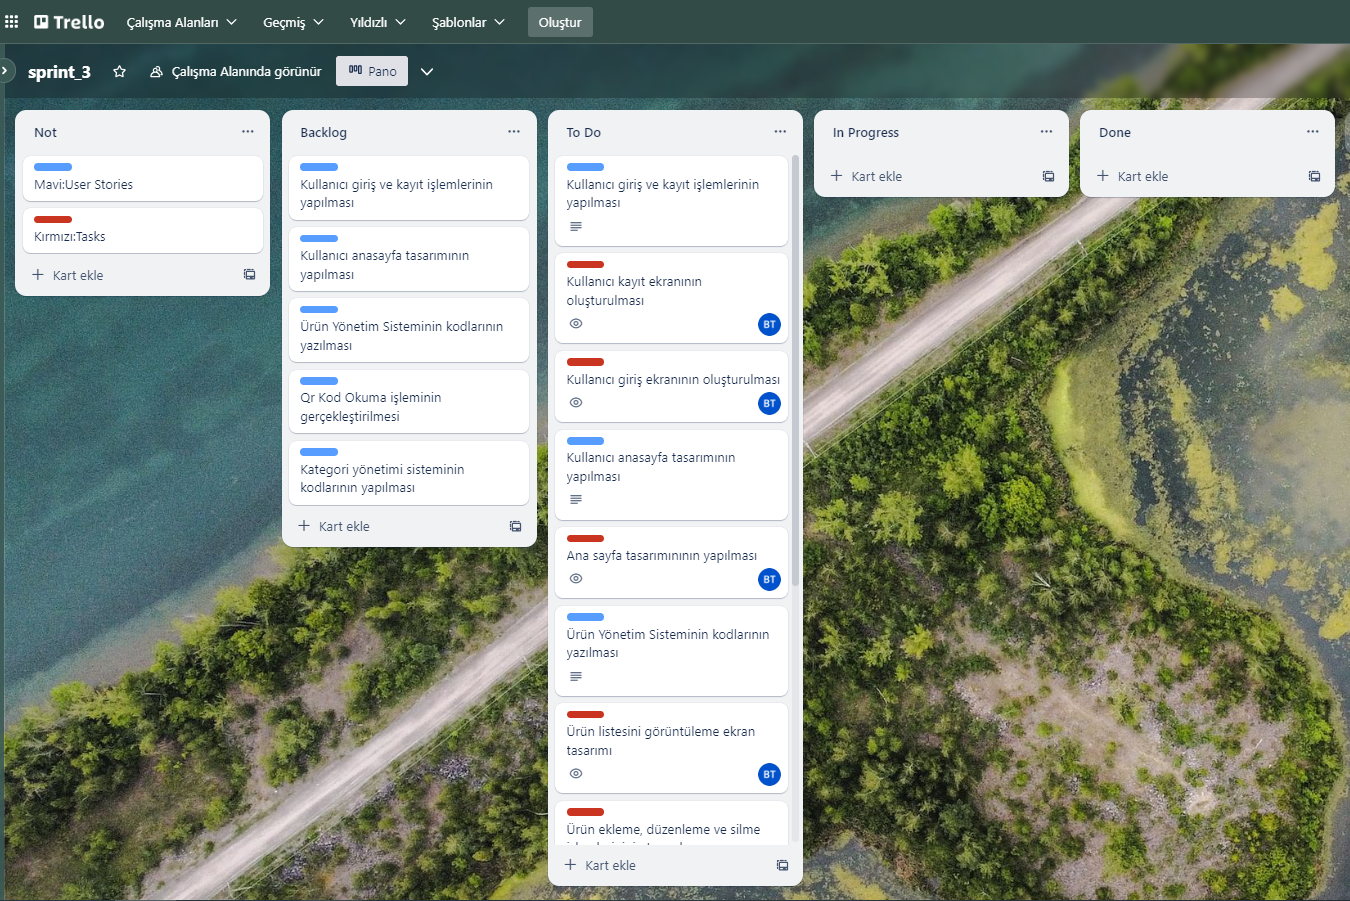 Trello
Çalışma Alanları
Geçmiş
Yıldızlı
Şablonlar
Oluştur
sprint_3
Çalışma Alanında görünür
Pano
Not
Mavi:User Stories
Kırmızı:Tasks
Kart ekle
Backlog
Kullanıcı giriş ve kayıt işlemlerinin
yapılması
Kullanıcı anasayfa tasarımının
yapılması
Ürün Yönetim Sisteminin kodlarının
yazılması
Qr Kod Okuma işleminin
gerçekleştirilmesi
Kategori yönetimi sisteminin
kodlarının yapılması
Kart ekle
To Do
Kullanıcı giriş ve kayıt işlemlerinin
yapılması
Kullanıcı kayıt ekranının
oluşturulması
BT
Kullanıcı giriş ekranının oluşturulması
BT
Kullanıcı anasayfa tasarımının
yapılması
Ana sayfa tasarımınının yapılması
BT
Ürün Yönetim Sisteminin kodlarının
yazılması
Ürün listesini görüntüleme ekran
tasarımı
BT
Ürün ekleme, düzenleme ve silme
Kart ekle
In Progress
Kart ekle
Done
Kart ekle